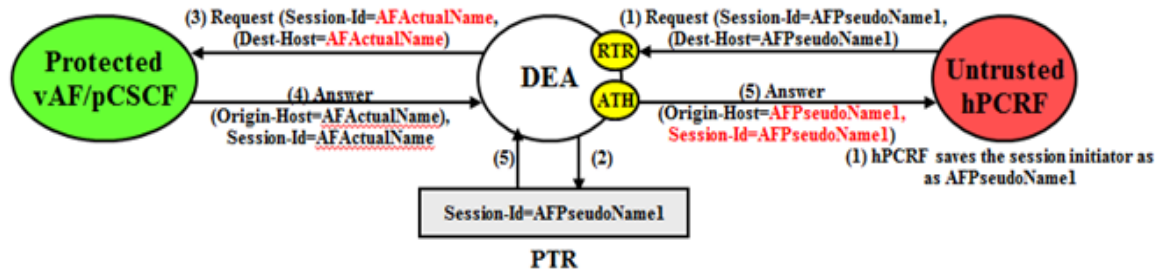 (3) Request (Session-Id=AFActualName,
(Dest-Host=AFActualName)
(1) Request (Session-Id=AFPseudoName1,
(Dest-Host=AFPseudoName1)
Protected
vAF/pCSCF
DEA
RTR
ATH
Untrusted
hPCRF
(4) Answer
(Origin-Host=AFActualName),
Session-Id=AFActualName
(5) Answer
(Origin-Host=AFPseudoName1,
Session-Id=AFPseudoName1)
(5)
(2)
(1) hPCRF saves the session initiator as
as AFPseudoName1
Session-Id=AFPseudoName1
PTR